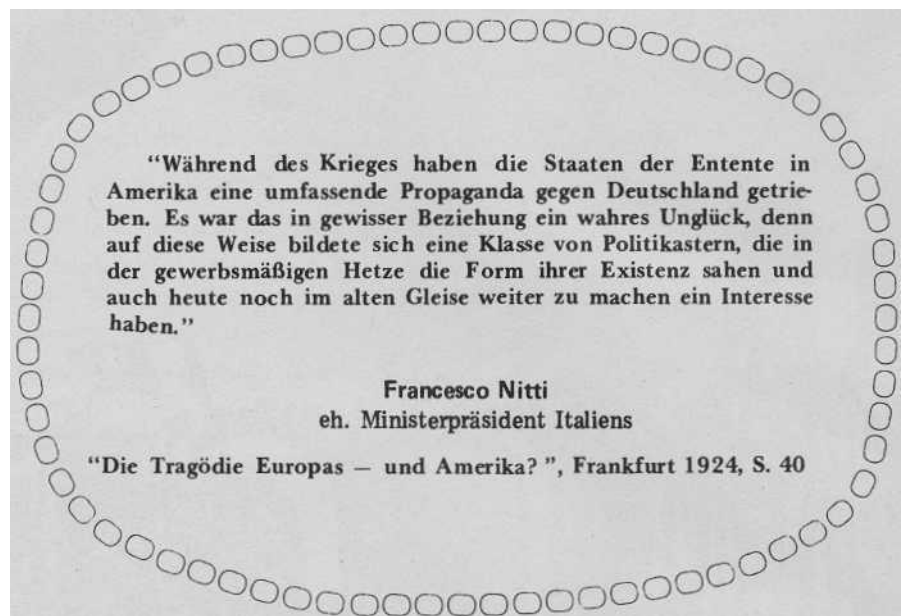 “Während des Krieges haben die Staaten der Entente in
Amerika eine umfassende Propaganda gegen Deutschland getrie-
ben. Es war das in gewisser Beziehung ein wahres Unglück, denn
auf diese Weise bildete sich eine Klasse von Politikastern, die in
der gewerbsmäßigen Hetze die Form ihrer Existenz sahen und
auch heute noch im alten Gleise weiter zu machen ein Interesse
haben.”
Francesco Nitti
eh. Ministerpräsident Italiens
“Die Tragödie Europas – und Amerika? ”, Frankfurt 1924, S. 40